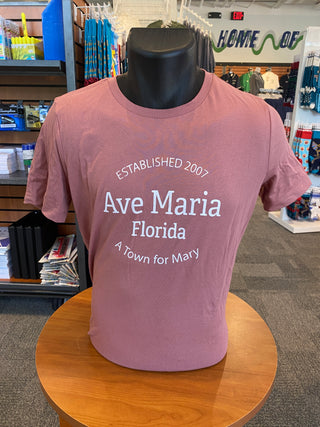 HOME OF
ESTABLISHED 2007
Ave Maria
Florida
A Town for Mary